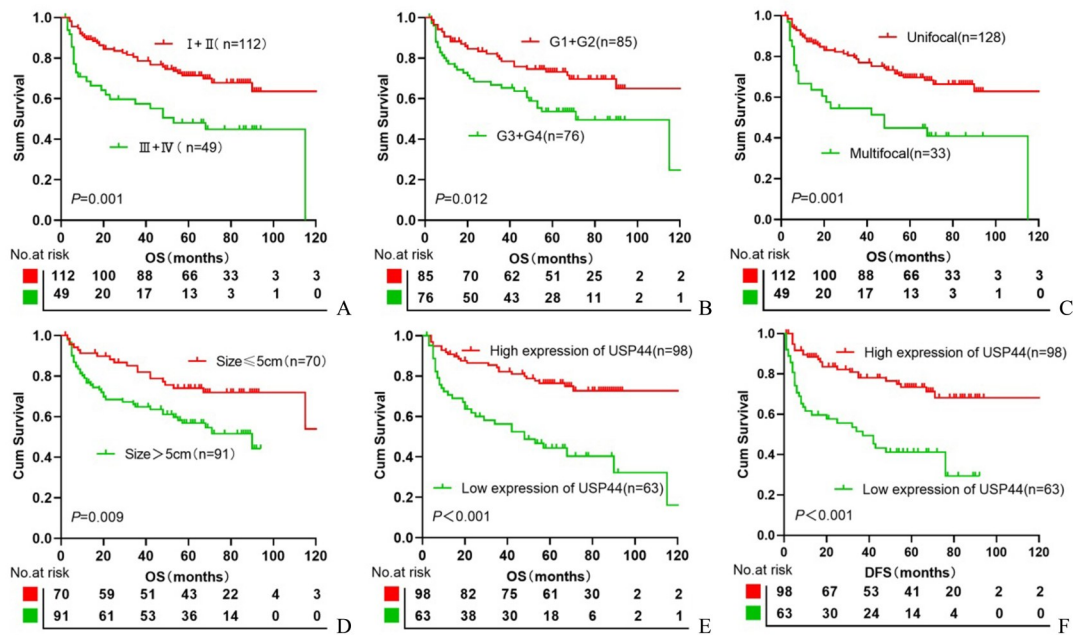 1.0
0.8
0.6
0.4
0.2
0.0
Sum Survival
Ⅰ+Ⅱ( n=112)
Ⅲ+Ⅳ( n=49)
P=0.001
0 20 40 60 80 100 120
OS(months)
No.at risk
112 100 88 66 33 3 3
49 20 17 13 3 1 0
A
1.0
0.8
0.6
0.4
0.2
0.0
Sum Survival
G1+G2(n=85)
G3+G4(n=76)
P=0.012
0 20 40 60 80 100 120
OS(months)
No.at risk
85 70 62 51 25 2 2
76 50 43 28 11 2 1
B
1.0
0.8
0.6
0.4
0.2
0.0
Sum Survival
Unifocal(n=128)
Multifocal(n=33)
P=0.001
0 20 40 60 80 100 120
OS(months)
No.at risk
112 100 88 66 33 3 3
49 20 17 13 3 1 0
C
1.0
0.8
0.6
0.4
0.2
0.0
Cum Survival
Size≦5cm(n=70)
Size＞5cm(n=91)
P=0.009
0 20 40 60 80 100 120
OS(months)
No.at risk
70 59 51 43 22 4 3
91 61 53 36 14 0 0
D
1.0
0.8
0.6
0.4
0.2
0.0
Cum Survival
High expression of USP44(n=98)
Low expression of USP44(n=63)
P＜0.001
0 20 40 60 80 100 120
OS(months)
No.at risk
98 82 75 61 30 2 2
63 38 30 18 6 2 1
E
1.0
0.8
0.6
0.4
0.2
0.0
Cum Survival
High expression of USP44(n=98)
Low expression of USP44(n=63)
P＜0.001
0 20 40 60 80 100 120
DFS(months)
No.at risk
98 67 53 41 20 2 2
63 30 24 14 4 0 0
F